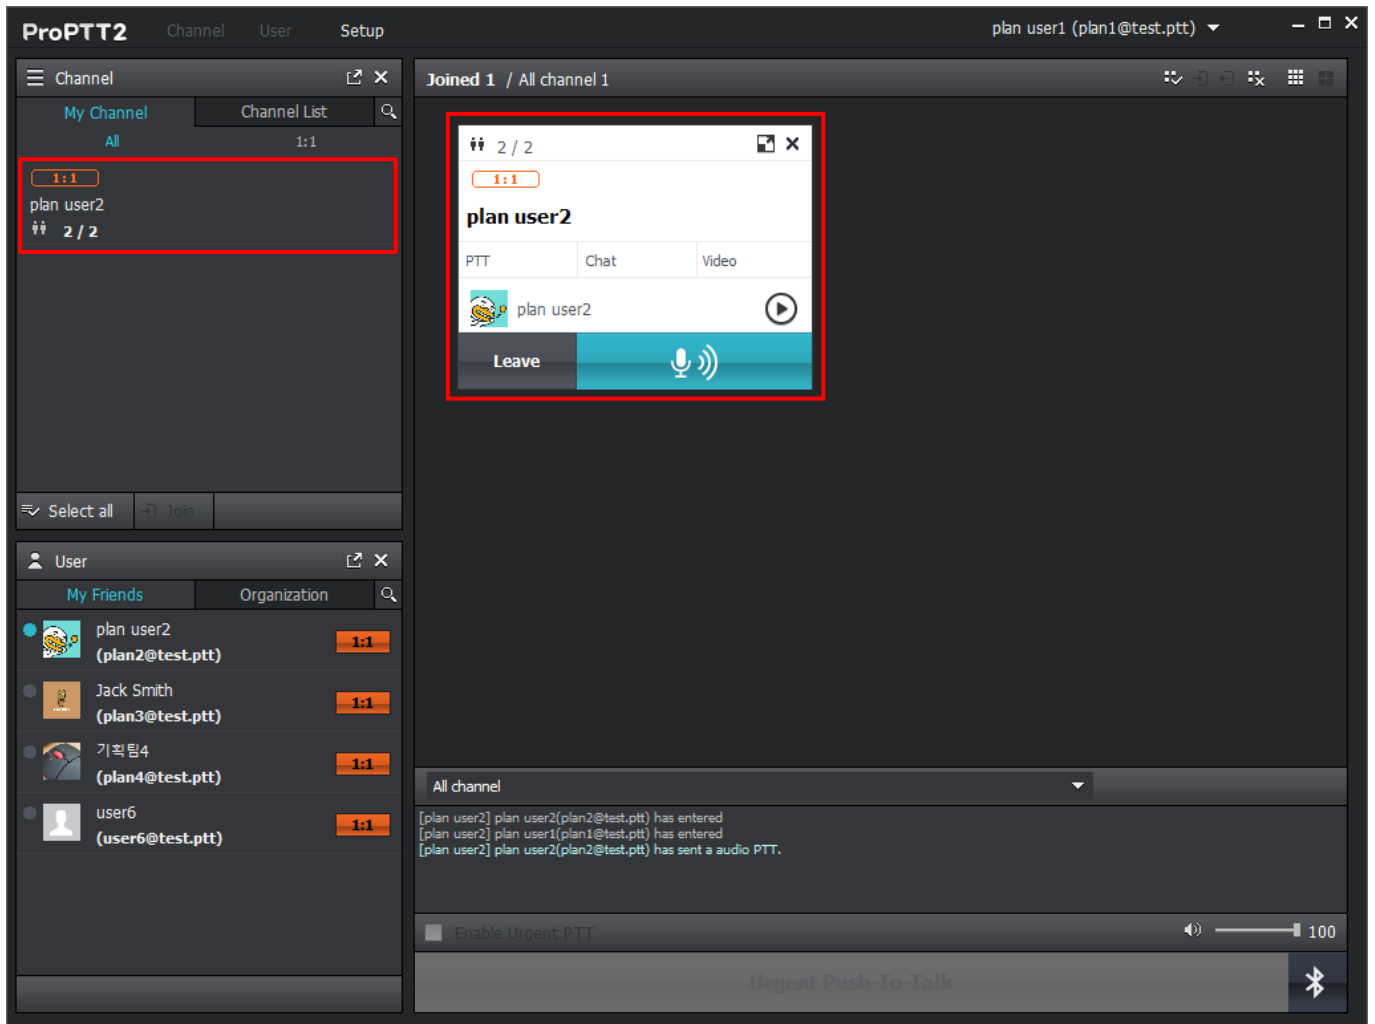 ProPTT2 Channel User Setup plan user1 (plan1@test.ptt)
Channel
My Channel Channel List
All 1:1
1:1
plan user2
2 / 2
Select all Join
User
My Friends Organization
plan user2
(plan2@test.ptt)
1:1
Jack Smith
(plan3@test.ptt)
1:1
기획팀4
(plan4@test.ptt)
1:1
user6
(user6@test.ptt)
1:1
Joined 1 / All channel 1
2 / 2
1:1
plan user2
PTT Chat Video
plan user2
Leave
All channel
[plan user2] plan user2(plan2@test.ptt) has entered
[plan user2] plan user1(plan1@test.ptt) has entered
[plan user2] plan user2(plan2@test.ptt) has sent a audio PTT.
Enable Urgent PTT 100
Urgent Push-To-Talk